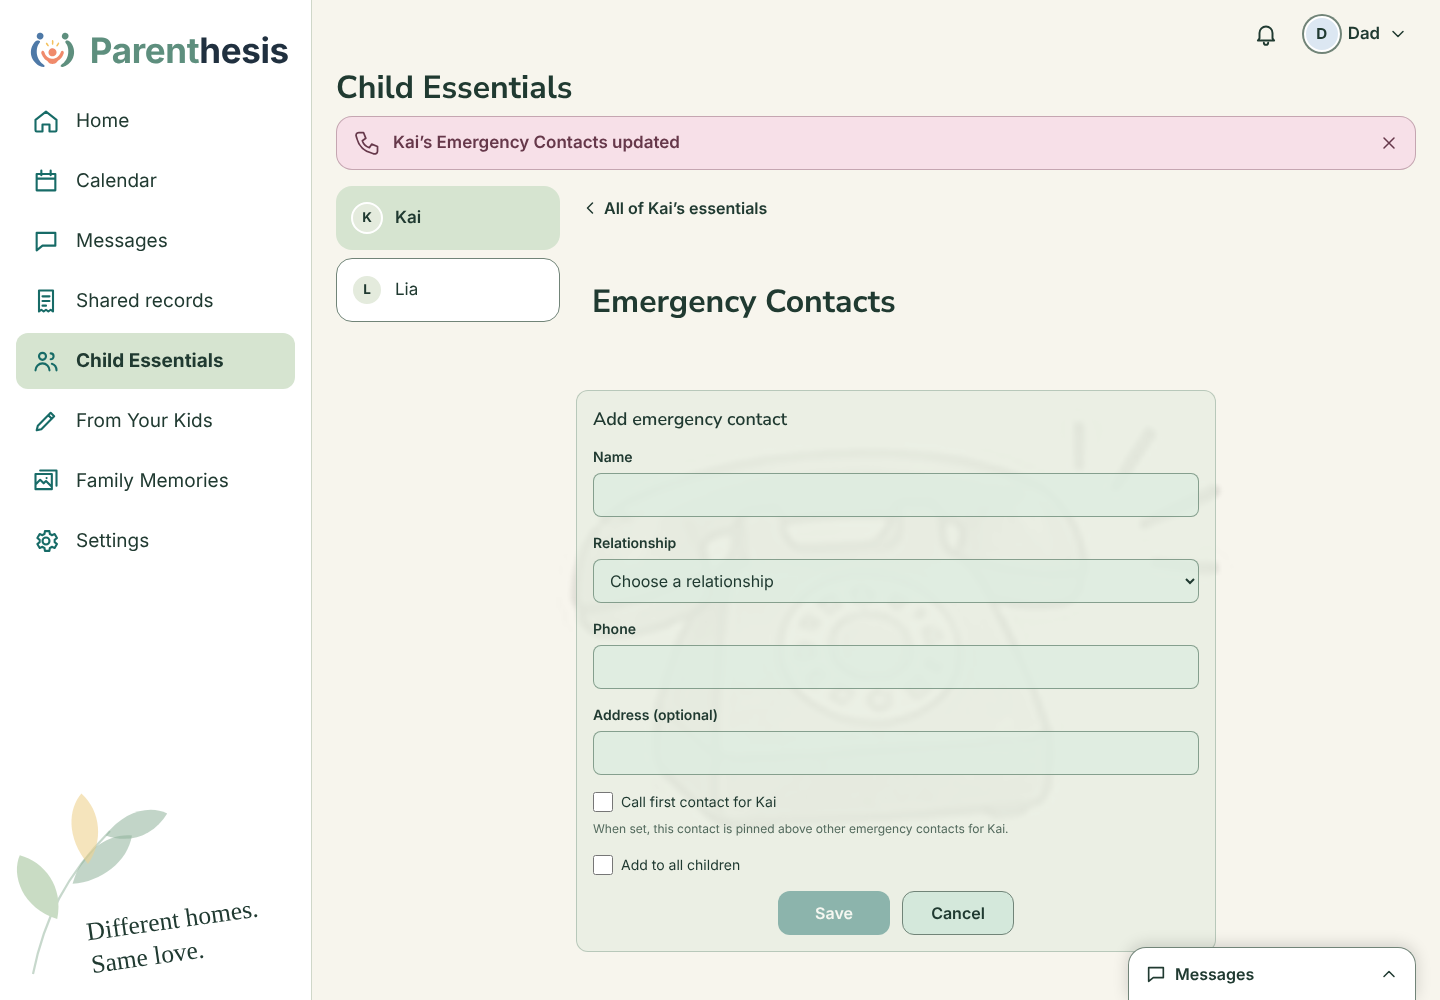 Parenthesis
Home
Calendar
Messages
Shared records
Child Essentials
From Your Kids
Family Memories
Settings
Different homes.
Same love.
D
Dad
Child Essentials
Kai’s Emergency Contacts updated
K
Kai
L
Lia
All of Kai’s essentials
Emergency Contacts
Add emergency contact
Name
Relationship
Choose a relationship
Phone
Address (optional)
Call first contact for Kai
When set, this contact is pinned above other emergency contacts for Kai.
Add to all children
Save
Cancel
Messages